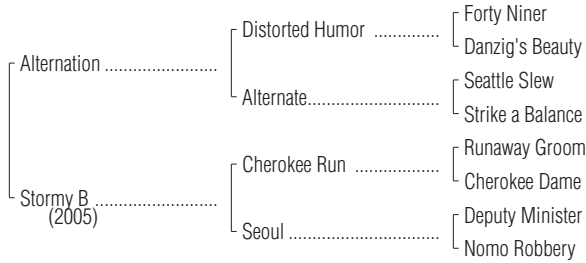 Forty Niner
Distorted Humor ..............
Danzig's Beauty
Alternation ....................
Seattle Slew
Alternate.......................
Strike a Balance
Runaway Groom
Cherokee Run ...............
Cherokee Dame
Stormy B ......................
(2005)
Deputy Minister
Seoul ...........................
Nomo Robbery